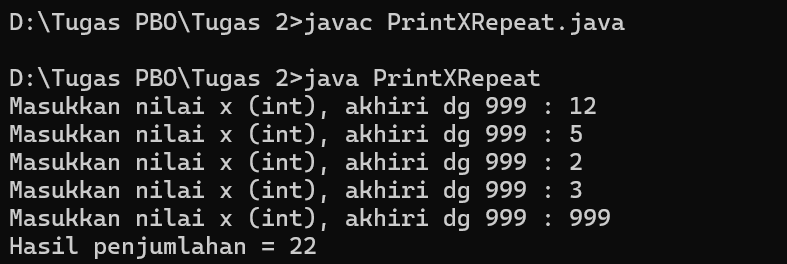 D:\Tugas PBO\Tugas 2>javac PrintXRepeat.java
D:\Tugas PBO\Tugas 2>java PrintXRepeat
Masukkan nilai x (int), akhiri dg 999 : 12
Masukkan nilai x (int), akhiri dg 999 : 5
Masukkan nilai x (int), akhiri dg 999 : 2
Masukkan nilai x (int), akhiri dg 999 : 3
Masukkan nilai x (int), akhiri dg 999 : 999
Hasil penjumlahan = 22